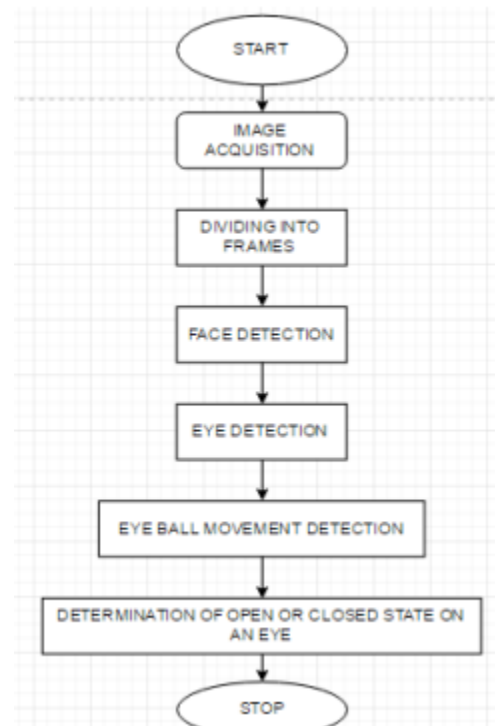 START
IMAGE
ACQUISITION
DIVIDING INTO
FRAMES
FACE DETECTION
EYE DETECTION
EYE BALL MOVEMENT DETECTION
DETERMINATION OF OPEN OR CLOSED STATE ON
AN EYE
STOP